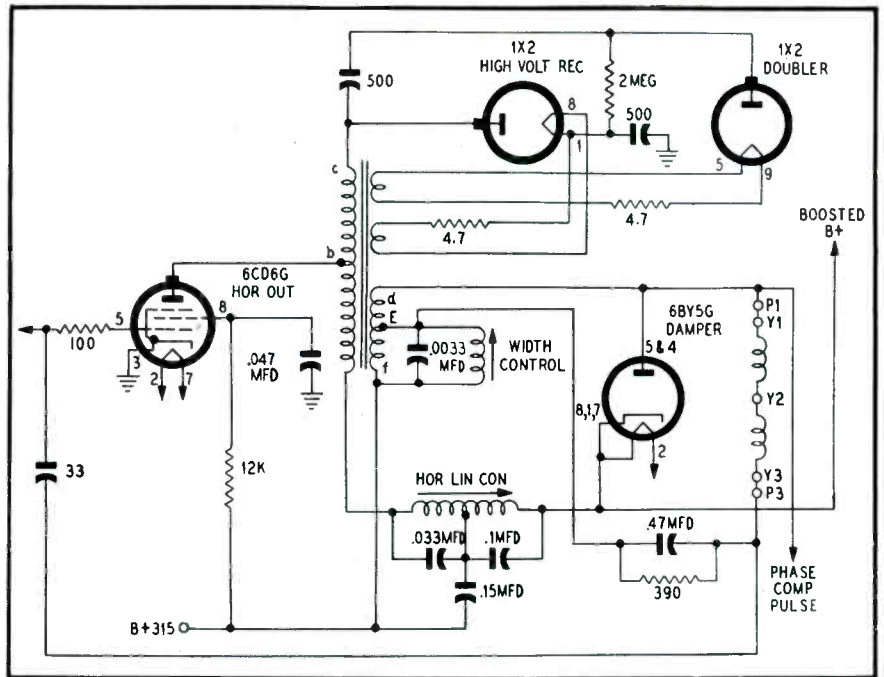 1X2
HIGH VOLT REC
1X2
DOUBLER
500
2 MEG
8
500
1
5
9
c
4.7
4.7
BOOSTED
B+
b
6CD6G
HOR OUT
d
E
6BY5G
DAMPER
P1
Y1
5
8
5 & 4
100
.047
MFD
.0033
MFD
WIDTH
CONTROL
3
2
7
f
8,1,7
Y2
2
33
12K
HOR LIN CON
Y3
P3
.47MFD
.033MFD
.1MFD
390
PHASE
COMP
PULSE
.15MFD
B+315